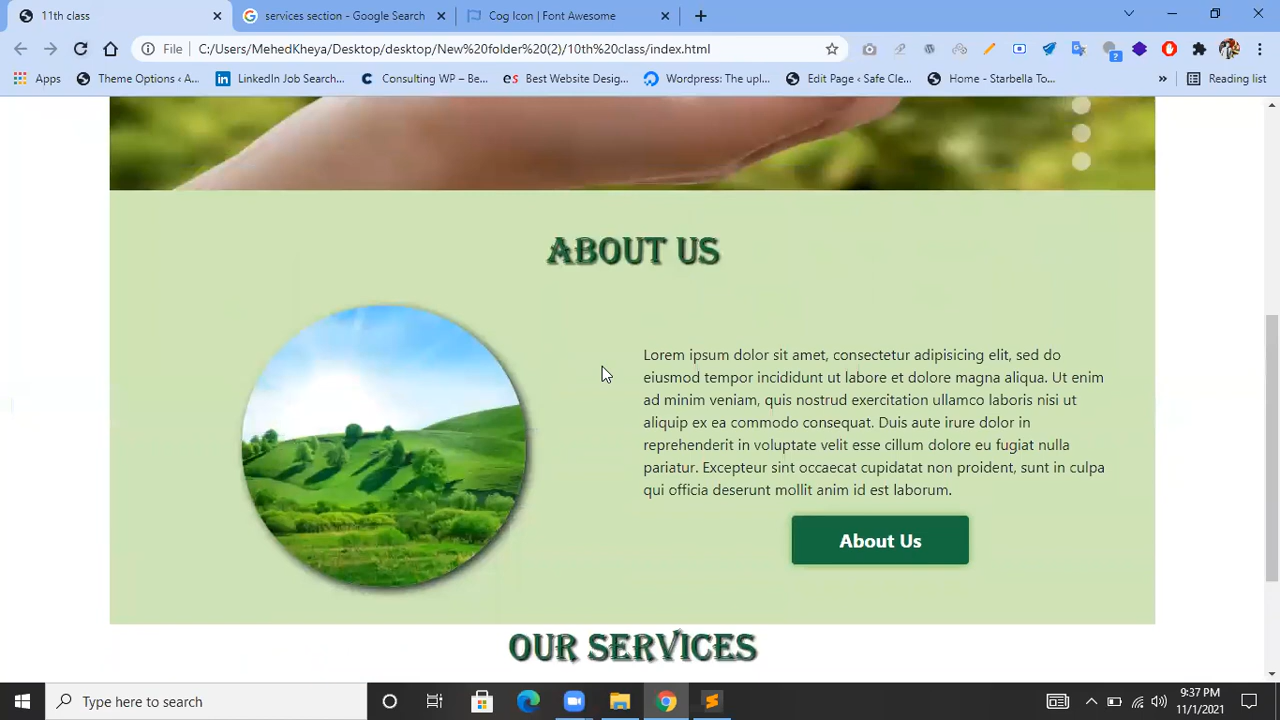 11th class
services section - Google Search
Cog Icon | Font Awesome
File
C:/Users/MehedKheya/Desktop/desktop/New%20folder%20(2)/10th%20class/index.html
?
Apps
Theme Options ‹ A...
LinkedIn Job Search...
Consulting WP – Be...
es Best Website Desig...
Wordpress? The upl...
Edit Page ‹ Safe Cle...
Home - Starbella To...
»
Reading list
ABOUT US
Lorem ipsum dolor sit amet, consectetur adipisicing elit, sed do
eiusmod tempor incididunt ut labore et dolore magna aliqua. Ut enim
ad minim veniam, quis nostrud exercitation ullamco laboris nisi ut
aliquip ex ea commodo consequat. Duis aute irure dolor in
reprehenderit in voluptate velit esse cillum dolore eu fugiat nulla
pariatur. Excepteur sint occaecat cupidatat non proident, sunt in culpa
qui officia deserunt mollit anim id est laborum.
About Us
OUR SERVICES
Type here to search
9:37 PM
11/1/2021